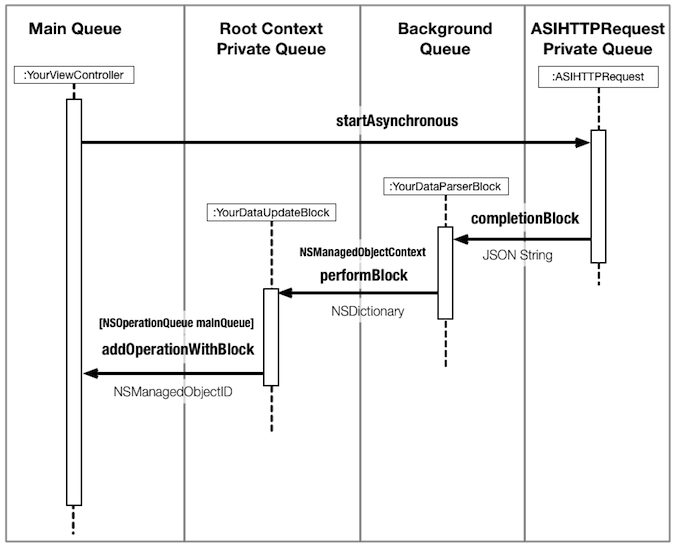 Main Queue
Root Context
Private Queue
Background
Queue
ASIHTTPRequest
Private Queue
:YourViewController
:ASIHTTPRequest
startAsynchronous
:YourDataParserBlock
:YourDataUpdateBlock
completionBlock
JSON String
NSManagedObjectContext
performBlock
NSDictionary
[NSOperationQueue mainQueue]
addOperationWithBlock
NSManagedObjectID